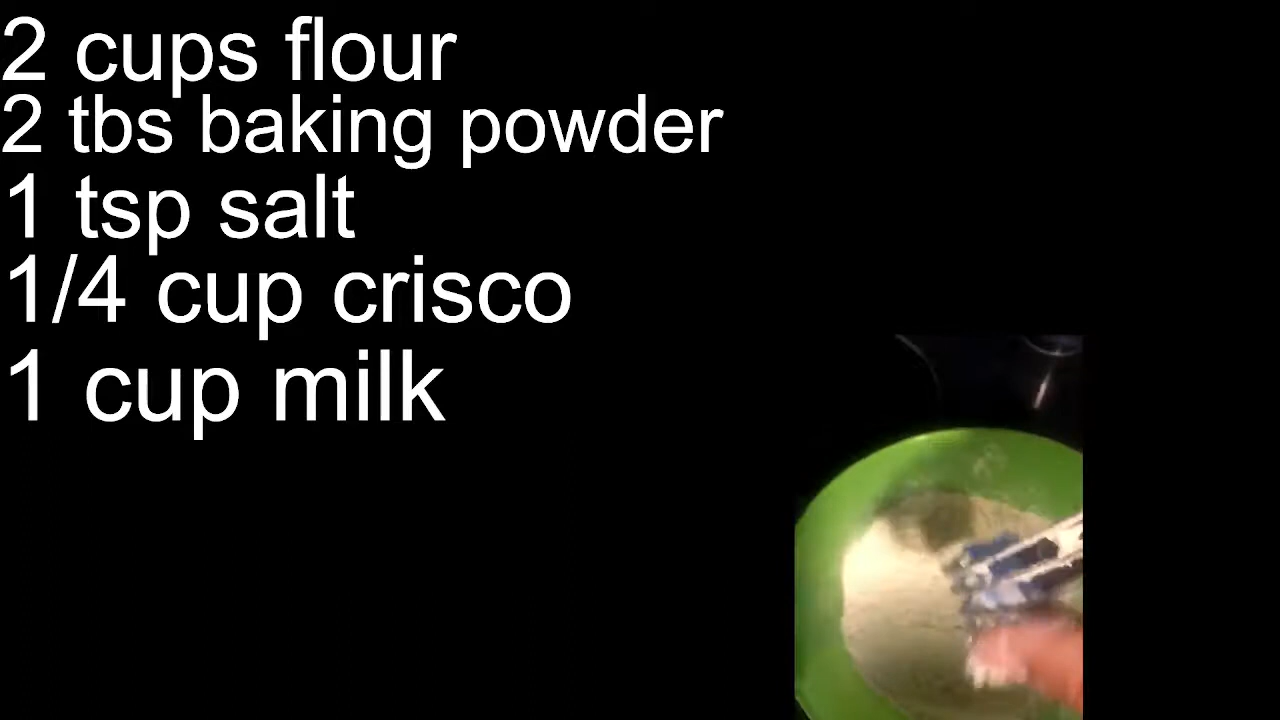 2 cups flour
2 tbs baking powder
1 tsp salt
1/4 cup crisco
1 cup milk